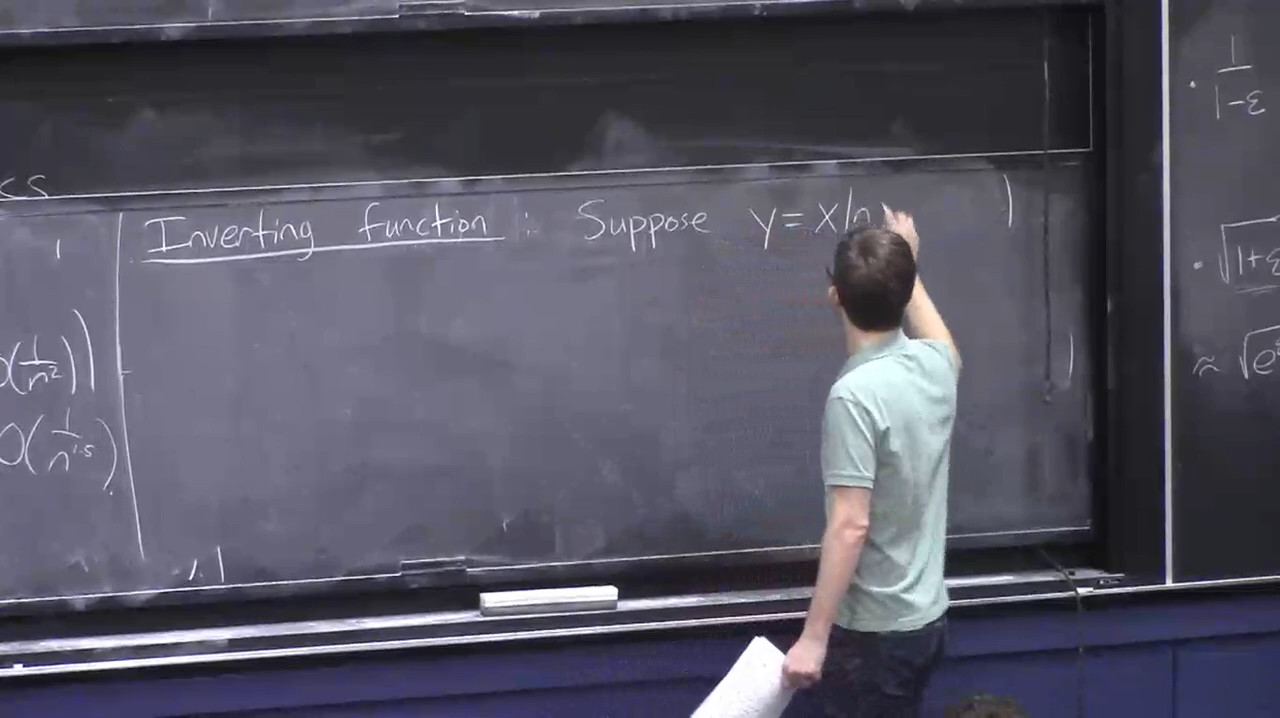 Inverting function : Suppose y = x ln
O(1/n²))
O(1/n^1.5)
1/1-ε
√1+ε
≈ √e